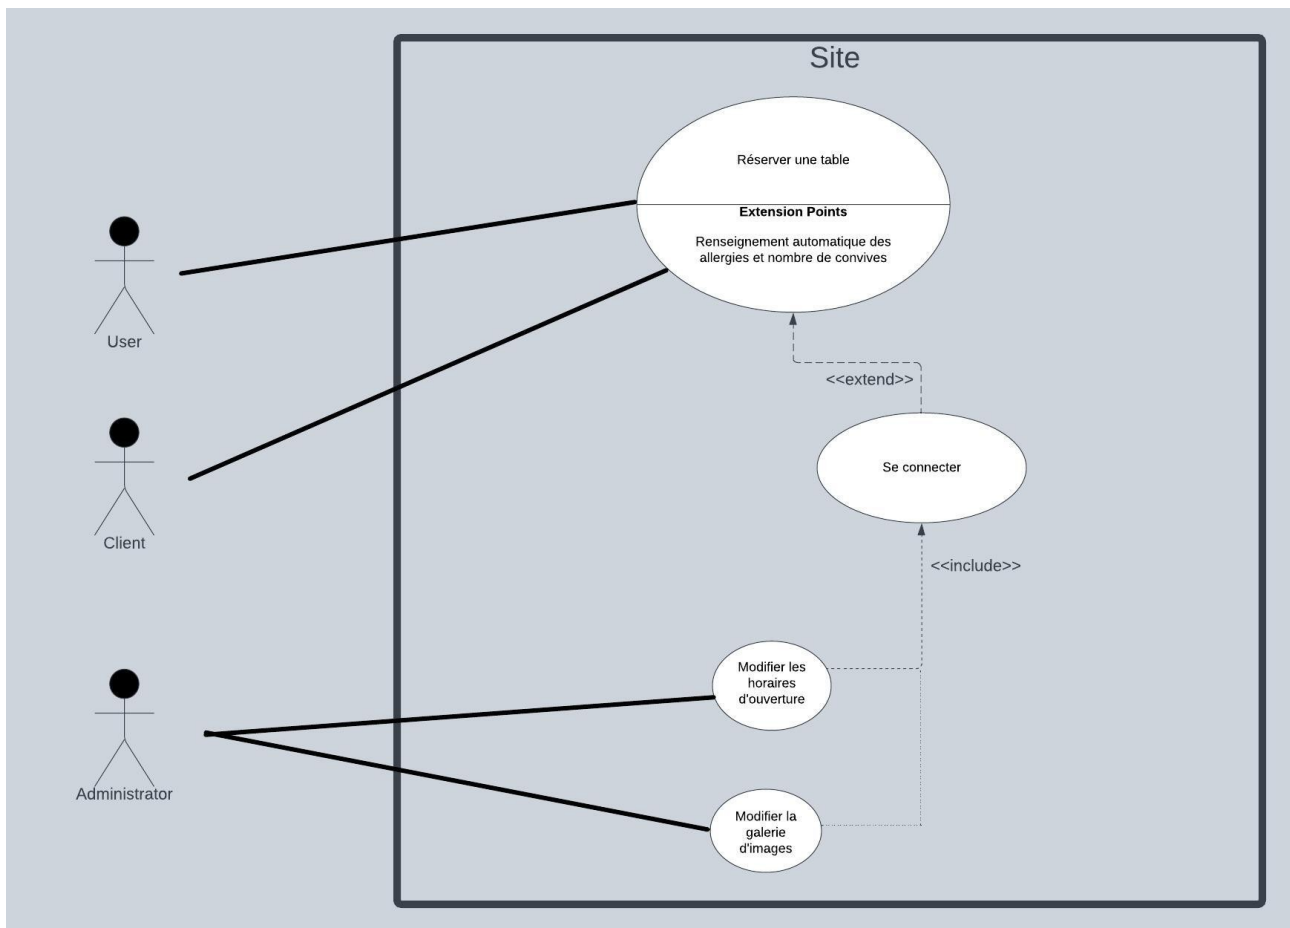 Site
Réserver une table
Extension Points
Renseignement automatique des
allergies et nombre de convives
User
<<extend>>
Se connecter
Client
<<include>>
Modifier les
horaires
d'ouverture
Administrator
Modifier la
galerie
d'images